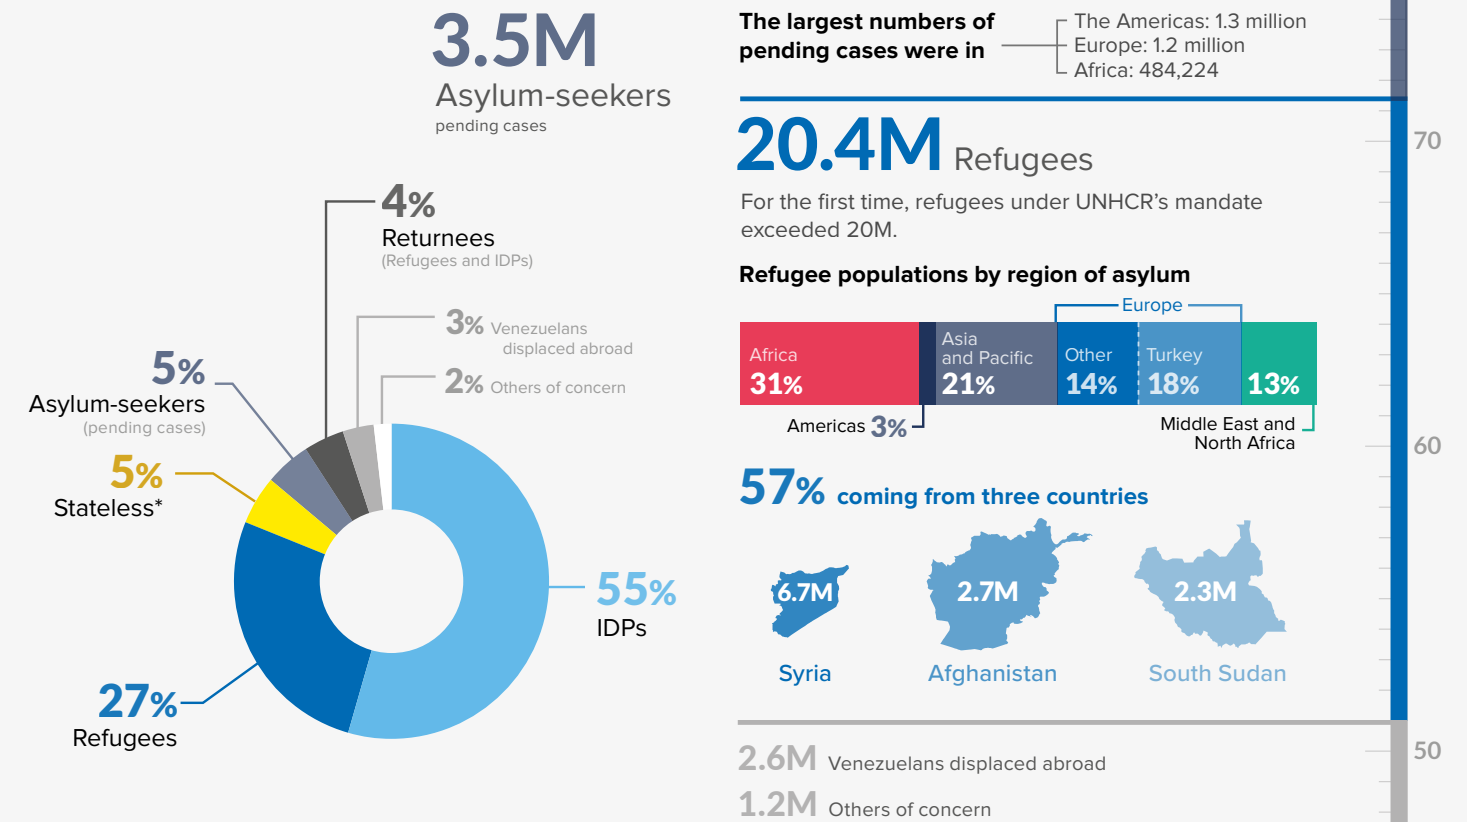 3.5M
Asylum-seekers
pending cases
4%
Returnees
(Refugees and IDPs)
3% Venezuelans
displaced abroad
2% Others of concern
5%
Asylum-seekers
(pending cases)
5%
Stateless*
55%
IDPs
27%
Refugees
The largest numbers of
pending cases were in
The Americas: 1.3 million
Europe: 1.2 million
Africa: 484,224
20.4M Refugees
For the first time, refugees under UNHCR’s mandate
exceeded 20M.
Refugee populations by region of asylum
Europe
Africa
31%
Asia
and Pacific
21%
Other
14%
Turkey
18%
13%
Americas 3%
Middle East and
North Africa
57% coming from three countries
6.7M
2.7M
2.3M
Syria
Afghanistan
South Sudan
2.6M Venezuelans displaced abroad
1.2M Others of concern
70
60
50